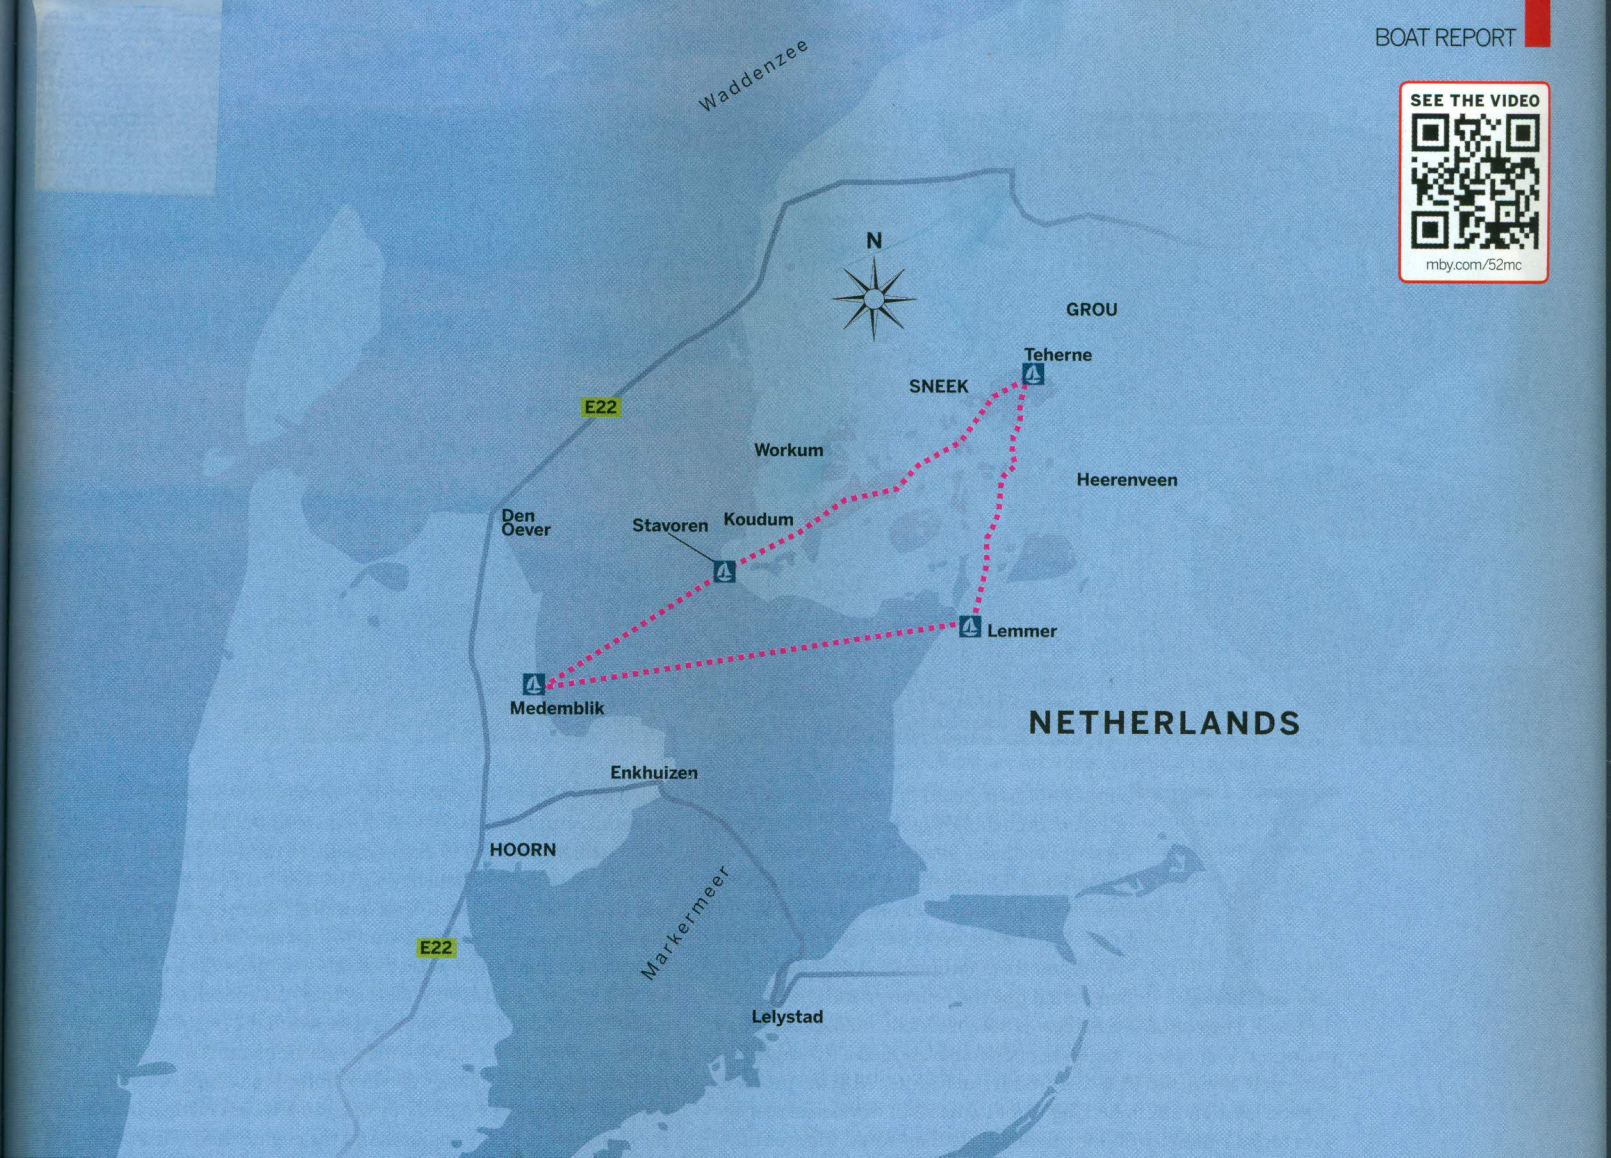 BOAT REPORT
SEE THE VIDEO
mby.com/52mc
Waddenzee
N
GROU
Teherne
SNEEK
E22
Workum
Heerenveen
Den
Oever
Stavoren
Koudum
Lemmer
Medemblik
NETHERLANDS
Enkhuizen
HOORN
Markermeer
E22
Lelystad